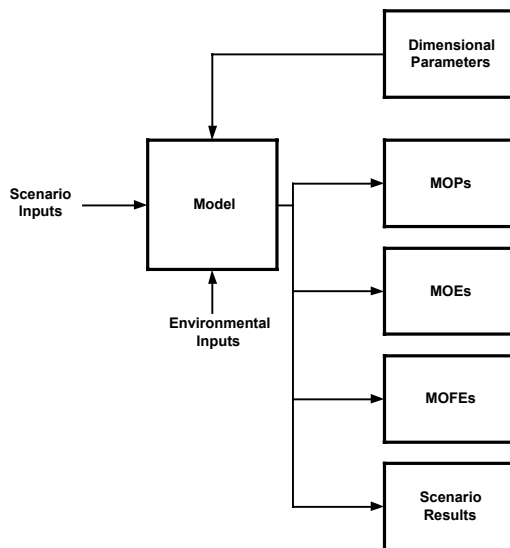 Dimensional
Parameters
MOPs
Scenario
Inputs
Model
MOEs
Environmental
Inputs
MOFEs
Scenario
Results